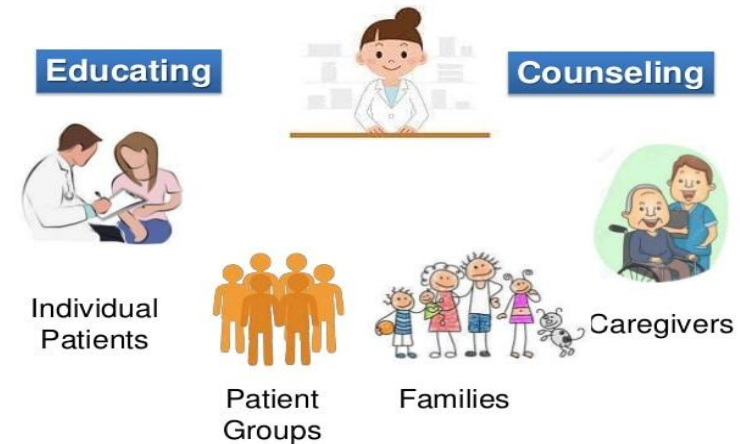 Educating
Counseling
Individual
Patients
Patient
Groups
Families
Caregivers